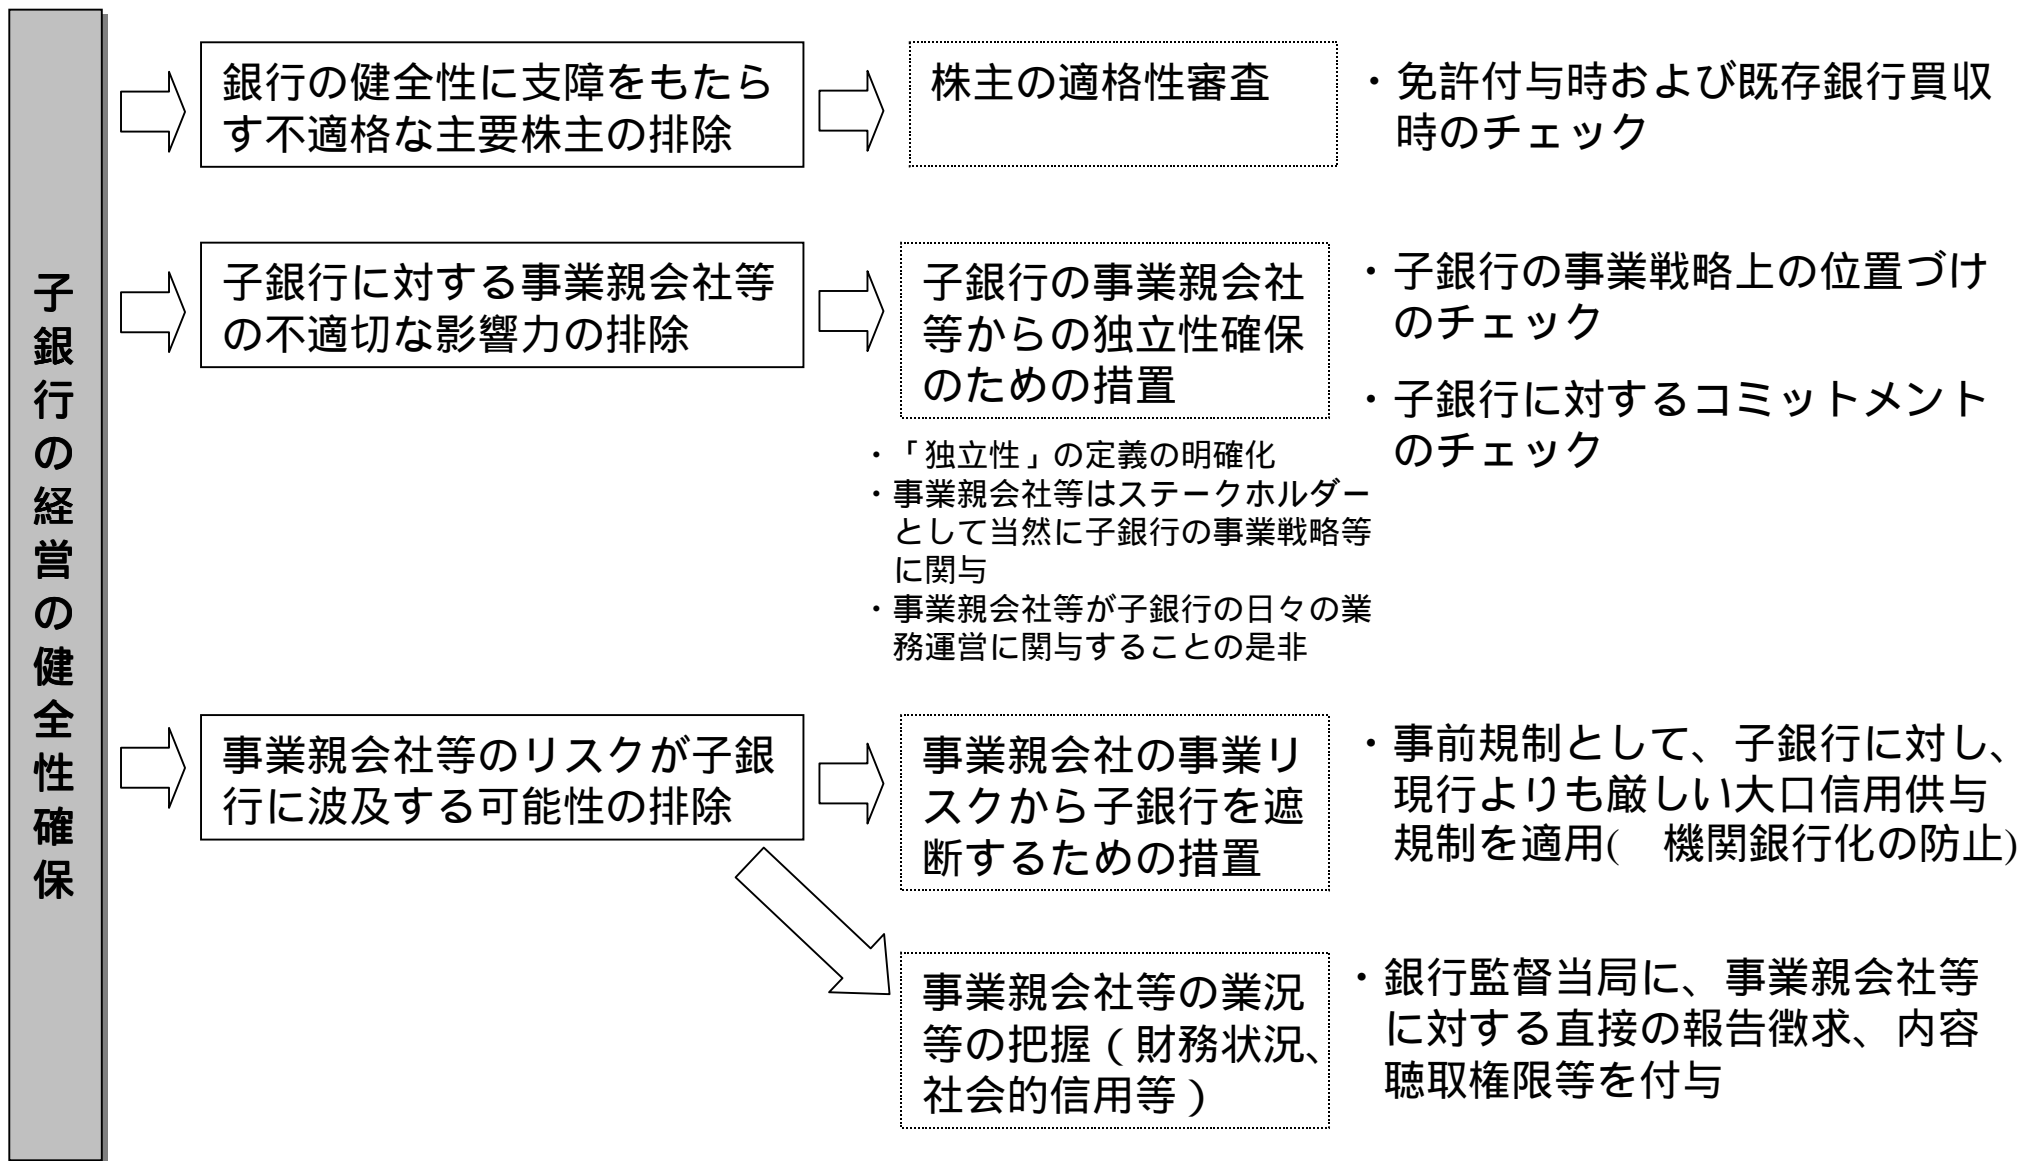 子銀行の経営の健全性確保
銀行の健全性に支障をもたら
す不適格な主要株主の排除
株主の適格性審査
・免許付与時および既存銀行買収
時のチェック
子銀行に対する事業親会社等
の不適切な影響力の排除
子銀行の事業親会社
等からの独立性確保
のための措置
・子銀行の事業戦略上の位置づけ
のチェック
・子銀行に対するコミットメント
のチェック
・「独立性」の定義の明確化
・事業親会社等はステークホルダー
として当然に子銀行の事業戦略等
に関与
・事業親会社等が子銀行の日々の業
務運営に関与することの是非
事業親会社等のリスクが子銀
行に波及する可能性の排除
事業親会社の事業リ
スクから子銀行を遮
断するための措置
・事前規制として、子銀行に対し、
現行よりも厳しい大口信用供与
規制を適用(　機関銀行化の防止)
事業親会社等の業況
等の把握（財務状況、
社会的信用等）
・銀行監督当局に、事業親会社等
に対する直接の報告徴求、内容
聴取権限等を付与